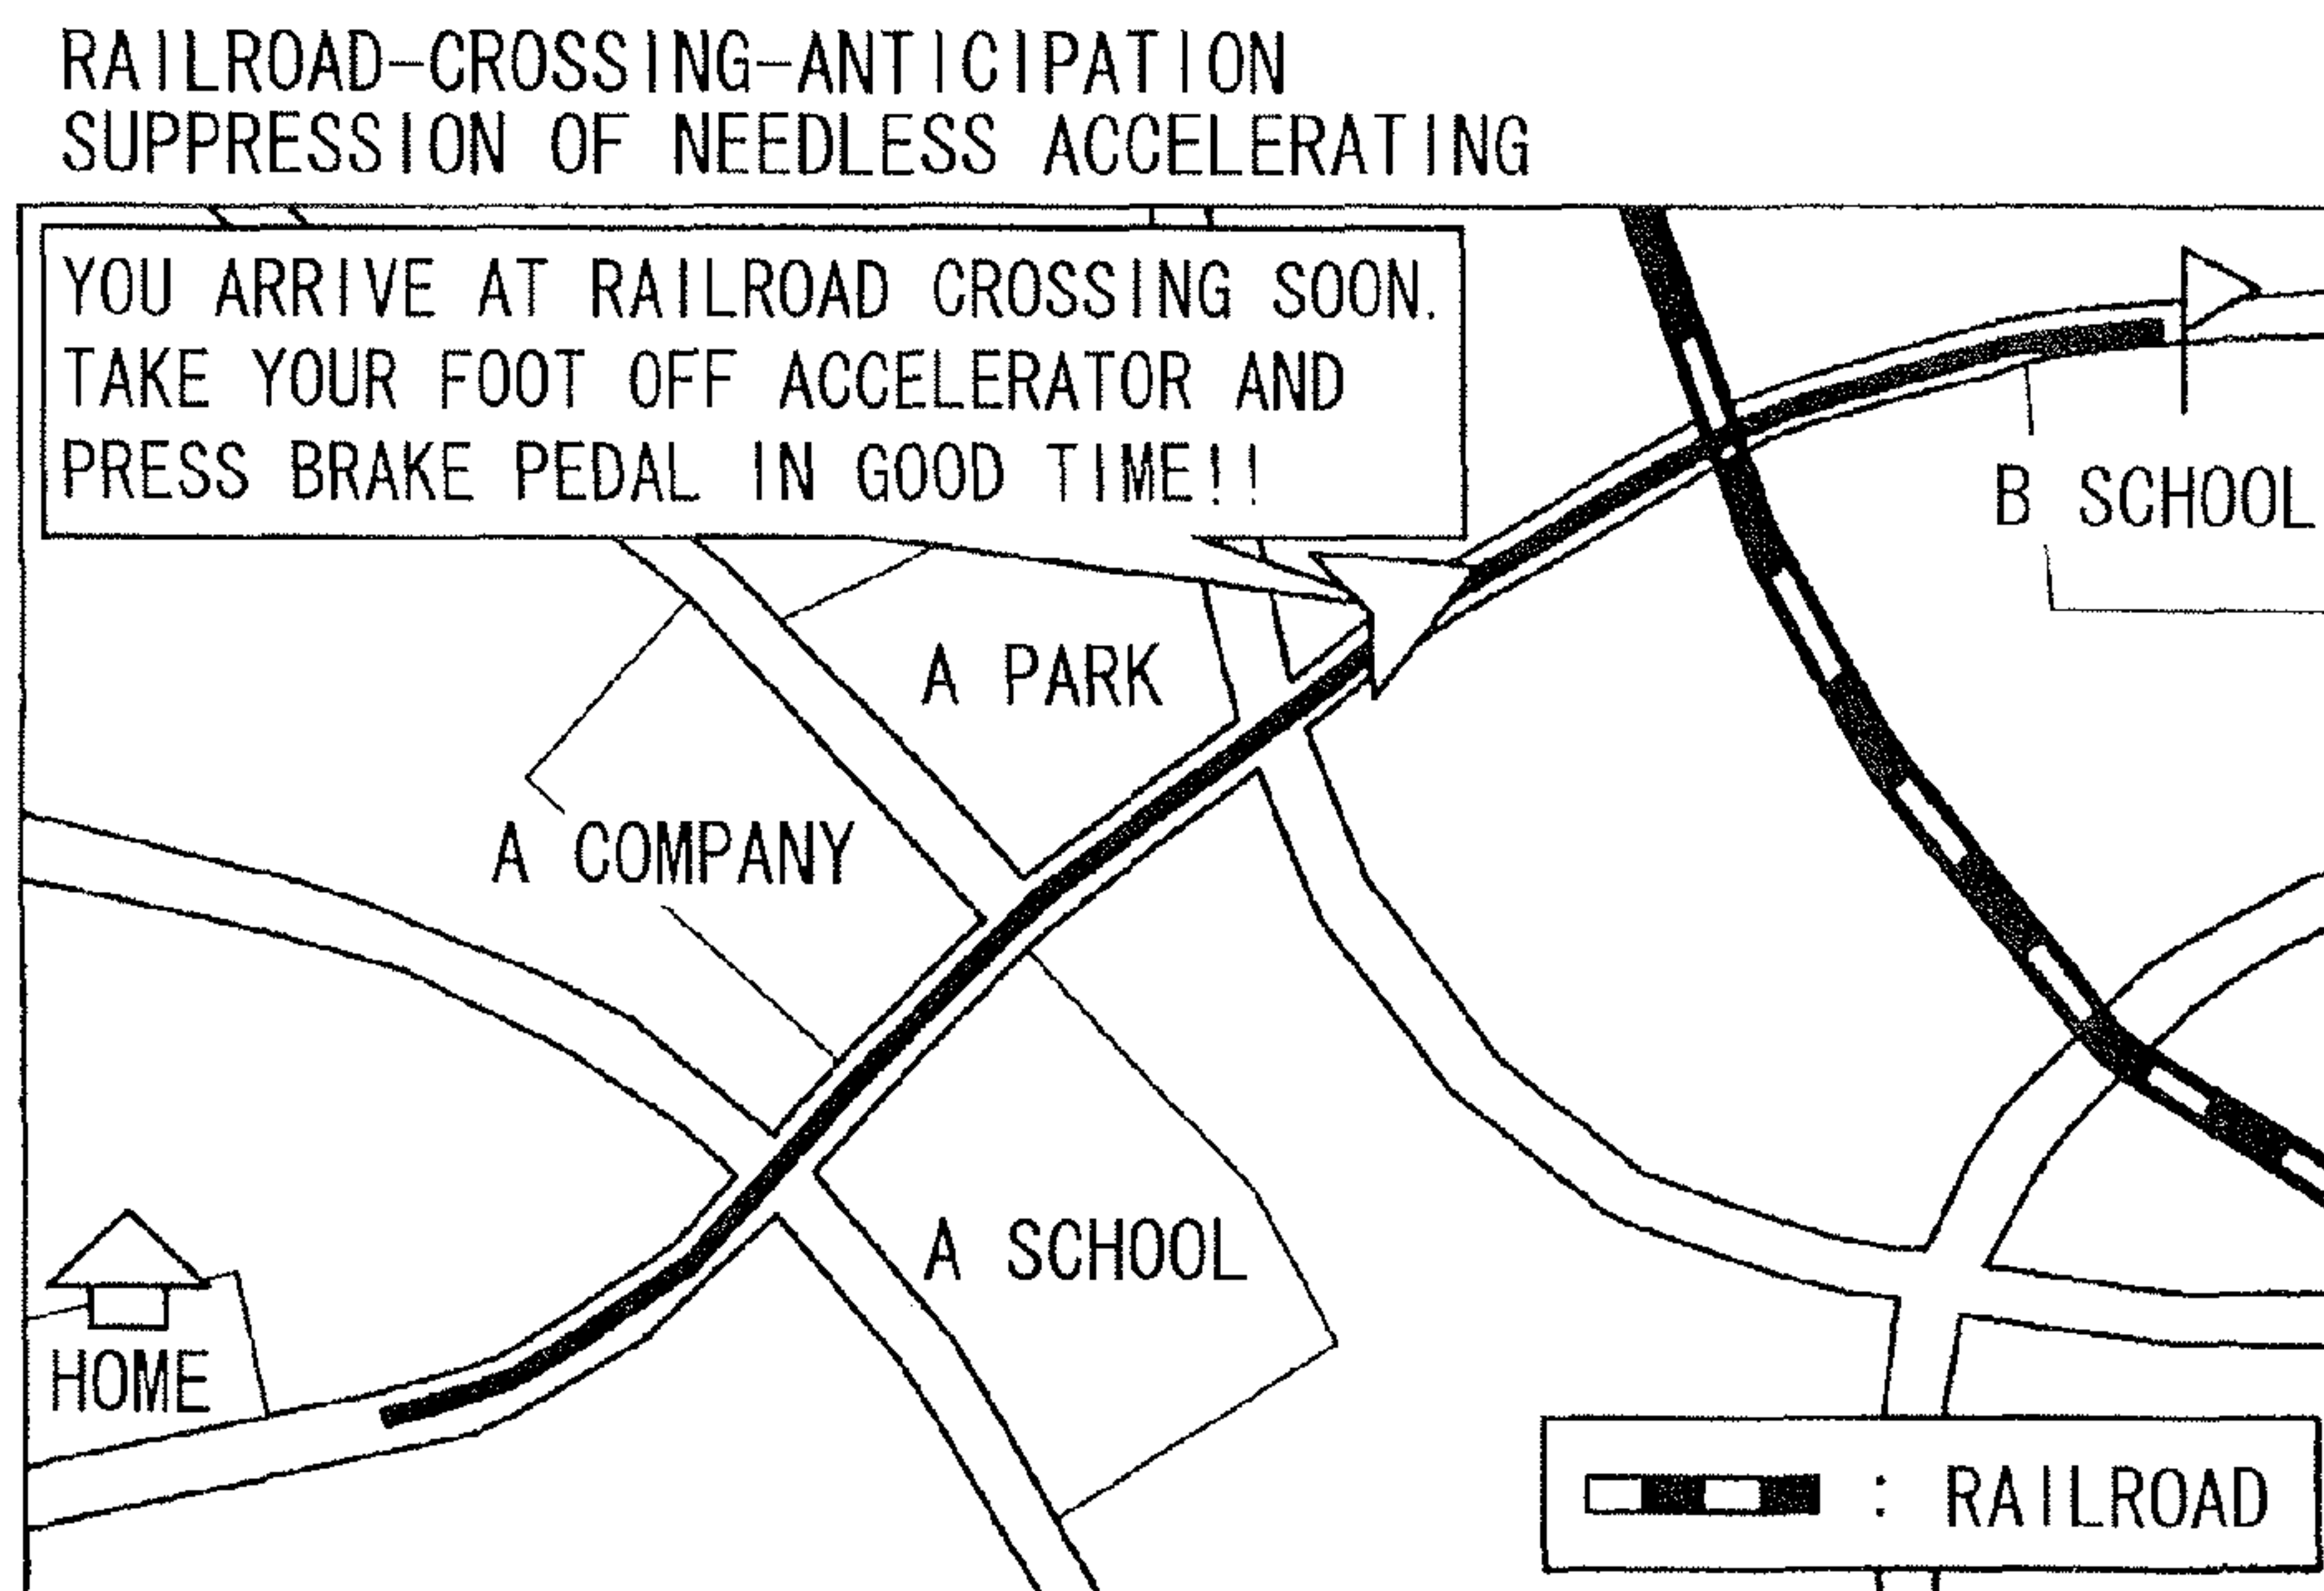 RAILROAD-CROSSING-ANTICIPATION
SUPPRESSION OF NEEDLESS ACCELERATING
YOU ARRIVE AT RAILROAD CROSSING SOON.
TAKE YOUR FOOT OFF ACCELERATOR AND
PRESS BRAKE PEDAL IN GOOD TIME!!
B SCHOOL
A PARK
A COMPANY
A SCHOOL
HOME
: RAILROAD